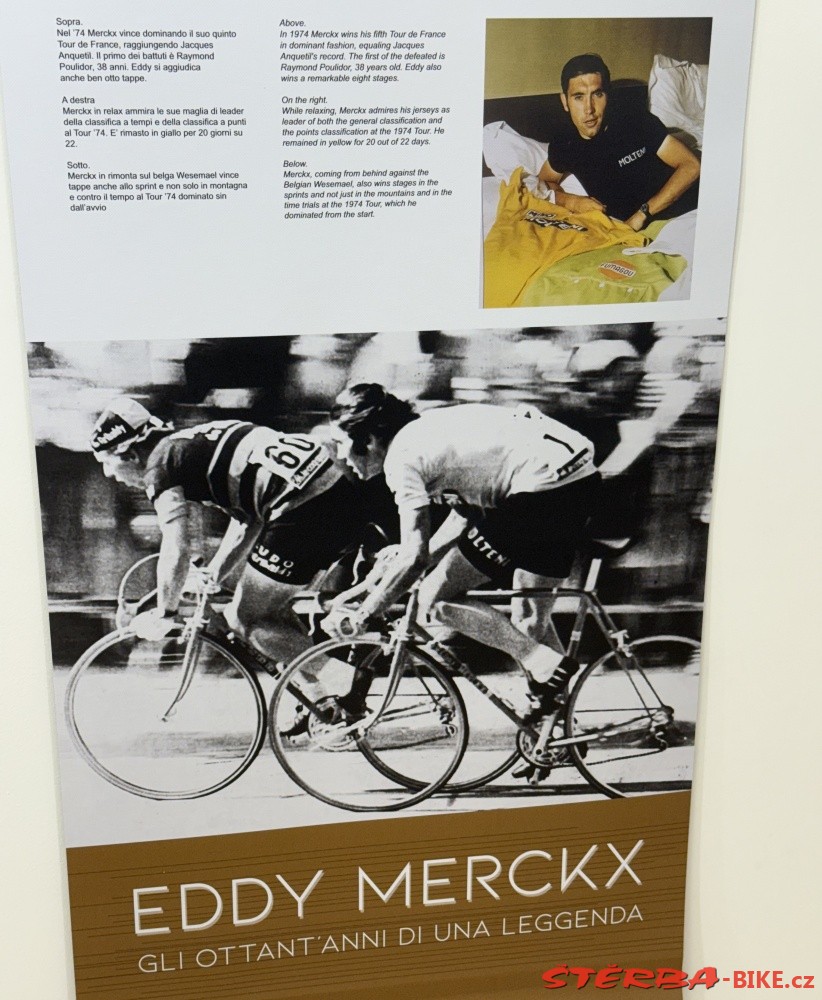 Sopra.
Nel '74 Merckx vince dominando il suo quinto
Tour de France, raggiungendo Jacques
Anquetil. Il primo dei battuti è Raymond
Poulidor, 38 anni. Eddy si aggiudica
anche ben otto tappe.
A destra
Merckx in relax ammira le sue maglia di leader
della classifica a tempi e della classifica a punti
al Tour '74. E' rimasto in giallo per 20 giorni su
22.
Sotto.
Merckx in rimonta sul belga Wesemael vince
tappe anche allo sprint e non solo in montagna
e contro il tempo al Tour '74 dominato sin
dall'avvio
Above.
In 1974 Merckx wins his fifth Tour de France
in dominant fashion, equaling Jacques
Anquetil's record. The first of the defeated is
Raymond Poulidor, 38 years old. Eddy also
wins a remarkable eight stages.
On the right.
While relaxing, Merckx admires his jerseys as
leader of both the general classification and
the points classification at the 1974 Tour. He
remained in yellow for 20 out of 22 days.
Below.
Merckx, coming from behind against the
Belgian Wesemael, also wins stages in the
sprints and not just in the mountains and in the
time trials at the 1974 Tour, which he
dominated from the start.
MOLTENI
60
1
MOLTENI
EDDY MERCKX
GLI OTTANT'ANNI DI UNA LEGGENDA
ŠTĚRBA-BIKE.cz